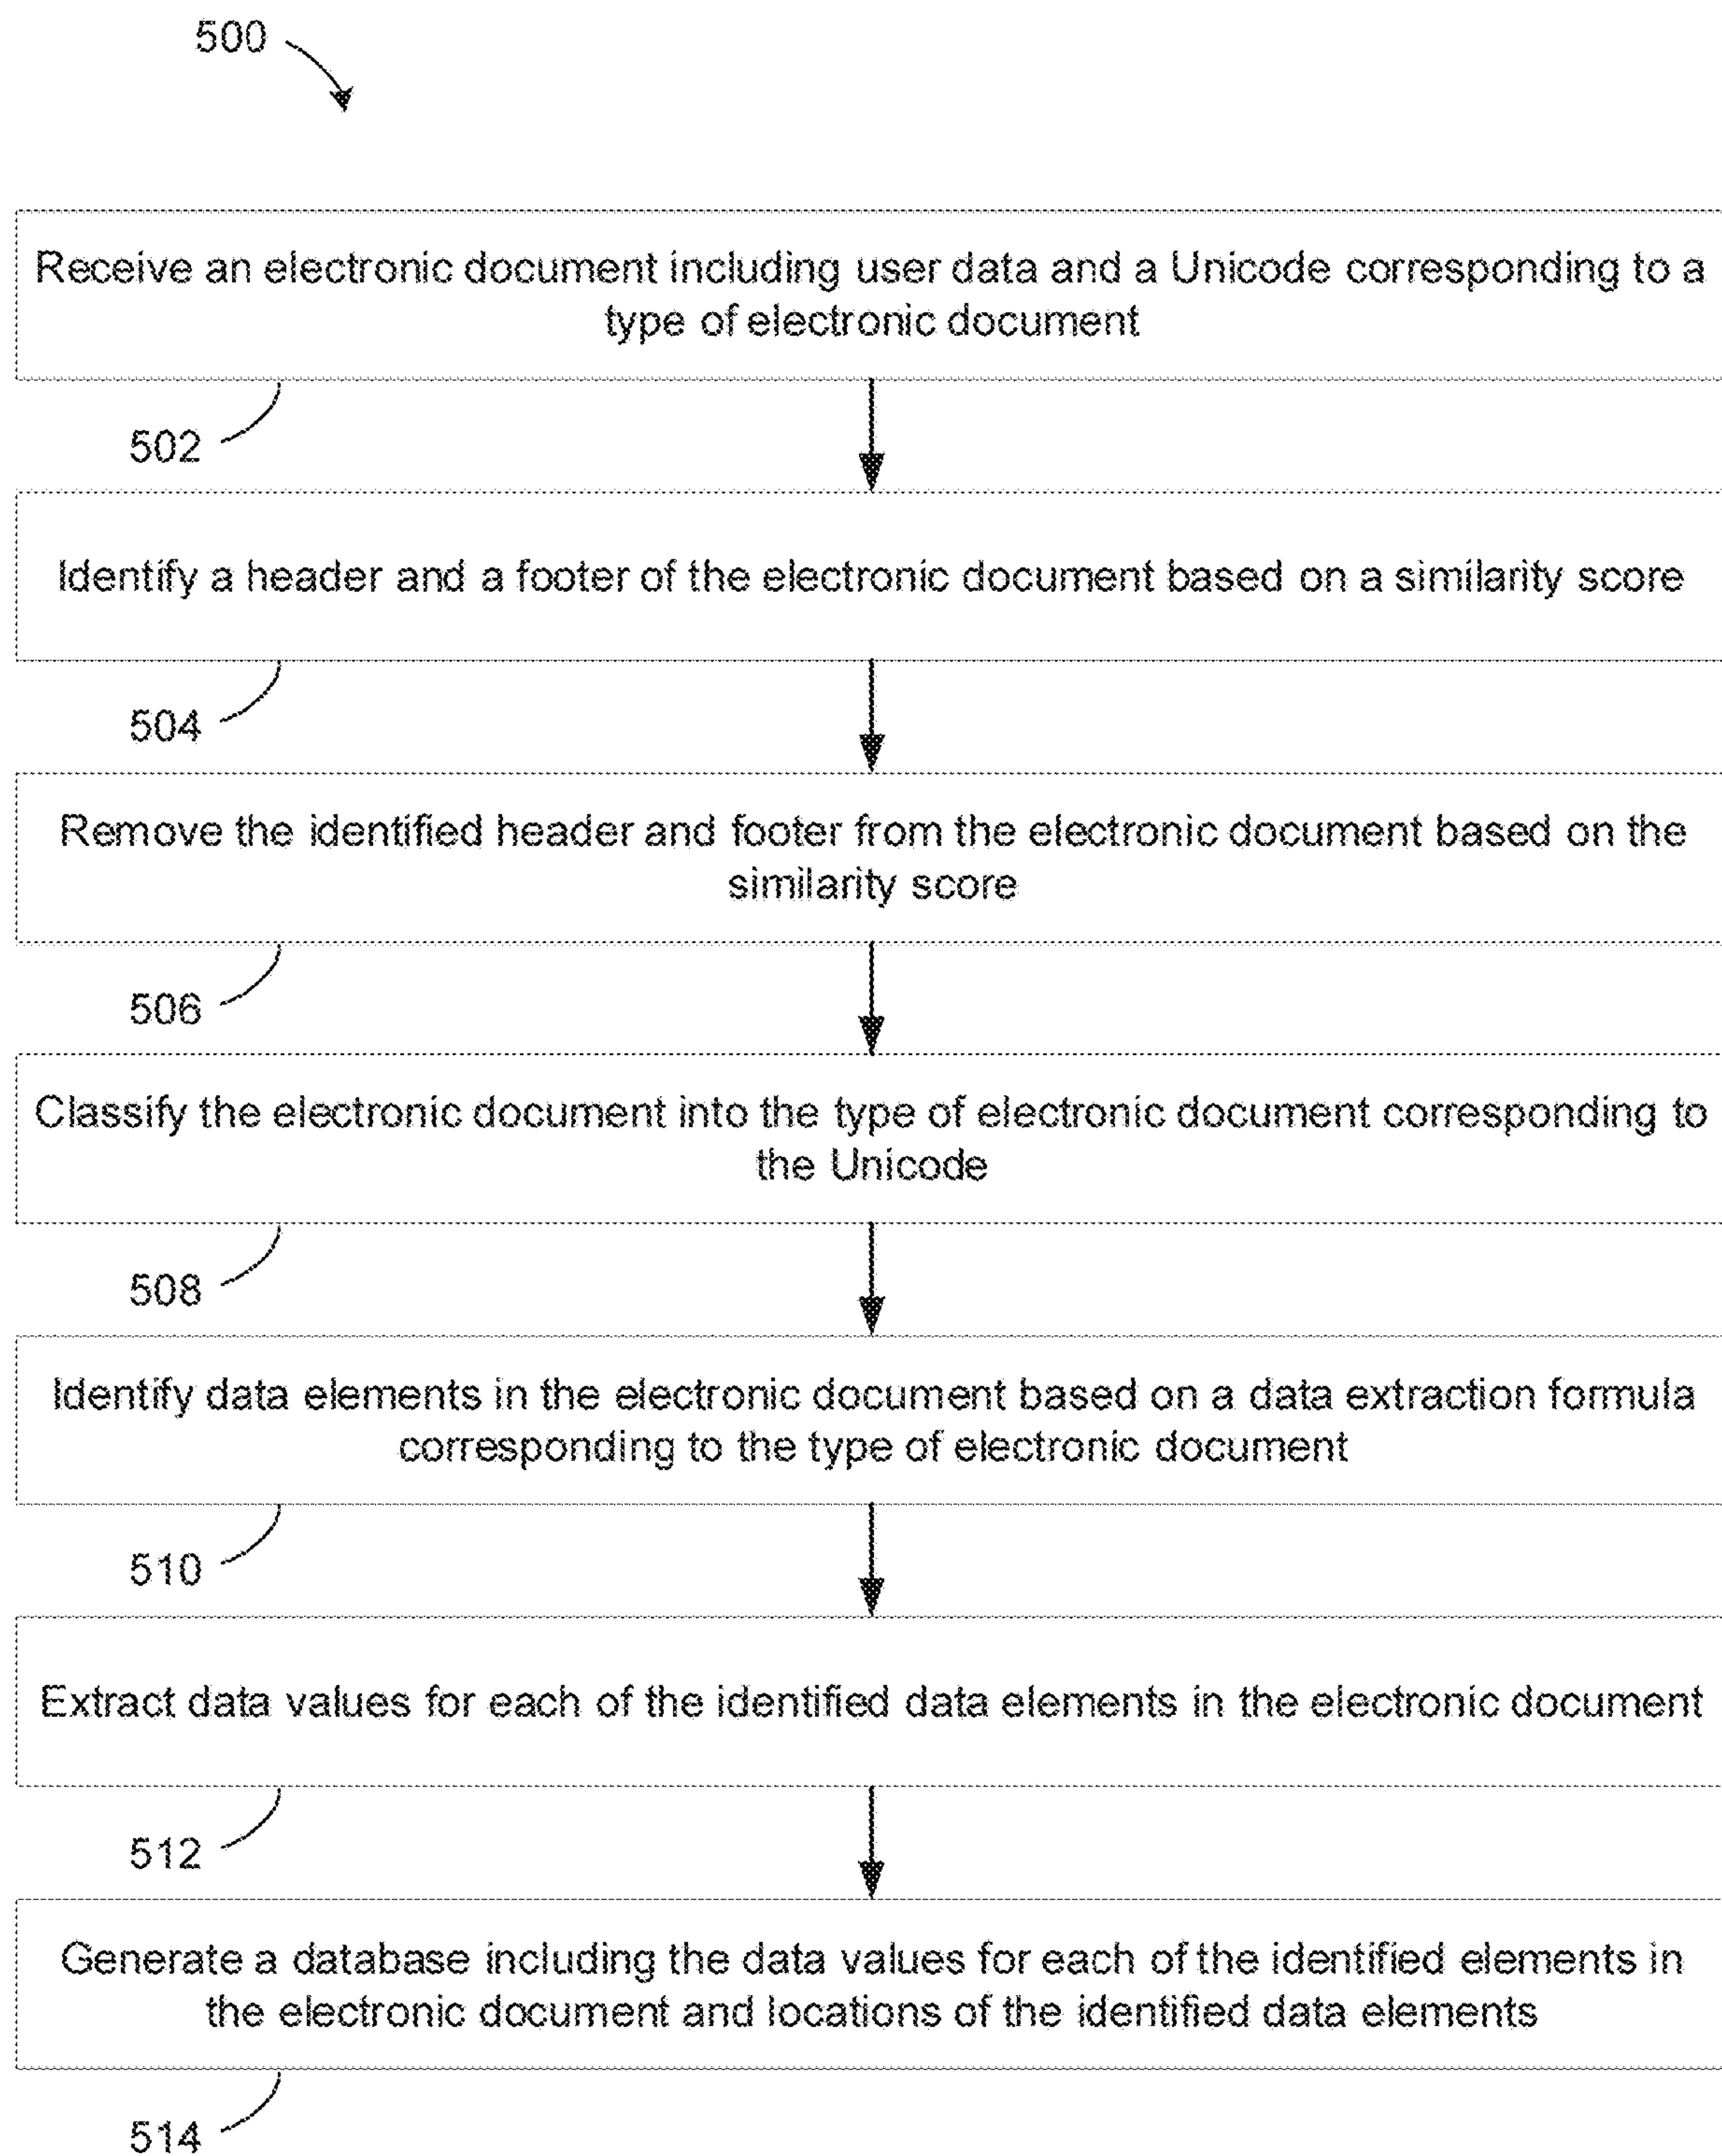 500
Receive an electronic document including user data and a Unicode corresponding to a
type of electronic document
502
Identify a header and a footer of the electronic document based on a similarity score
504
Remove the identified header and footer from the electronic document based on the
similarity score
506
Classify the electronic document into the type of electronic document corresponding to
the Unicode
508
Identify data elements in the electronic document based on a data extraction formula
corresponding to the type of electronic document
510
Extract data values for each of the identified data elements in the electronic document
512
Generate a database including the data values for each of the identified elements in
the electronic document and locations of the identified data elements
514